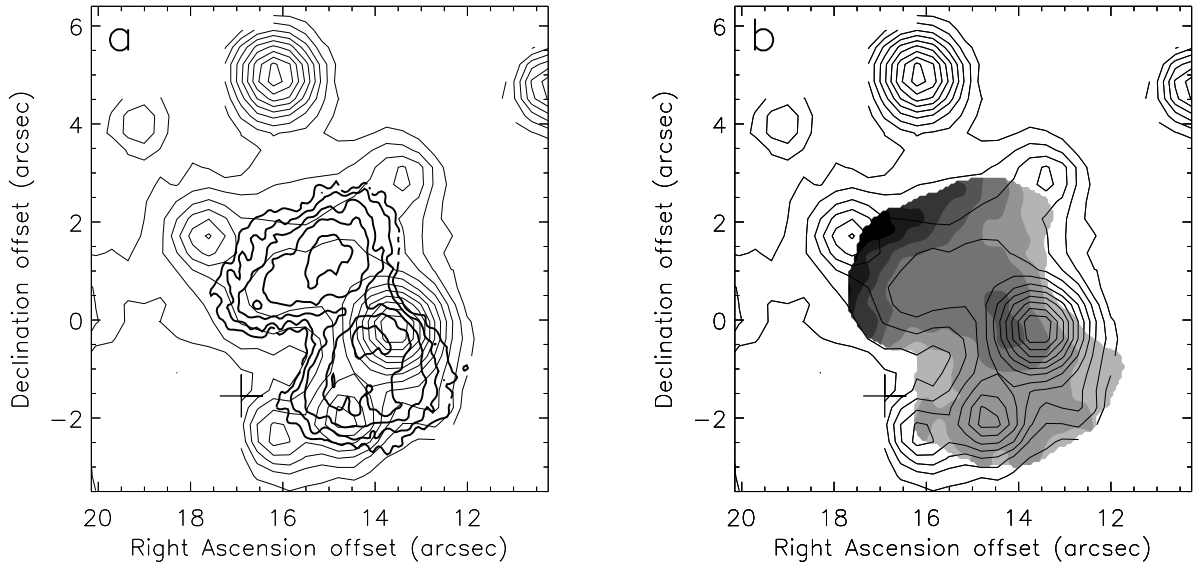 a
6
4
2
0
−2
Declination offset (arcsec)
20 18 16 14 12
Right Ascension offset (arcsec)
b
6
4
2
0
−2
Declination offset (arcsec)
20 18 16 14 12
Right Ascension offset (arcsec)